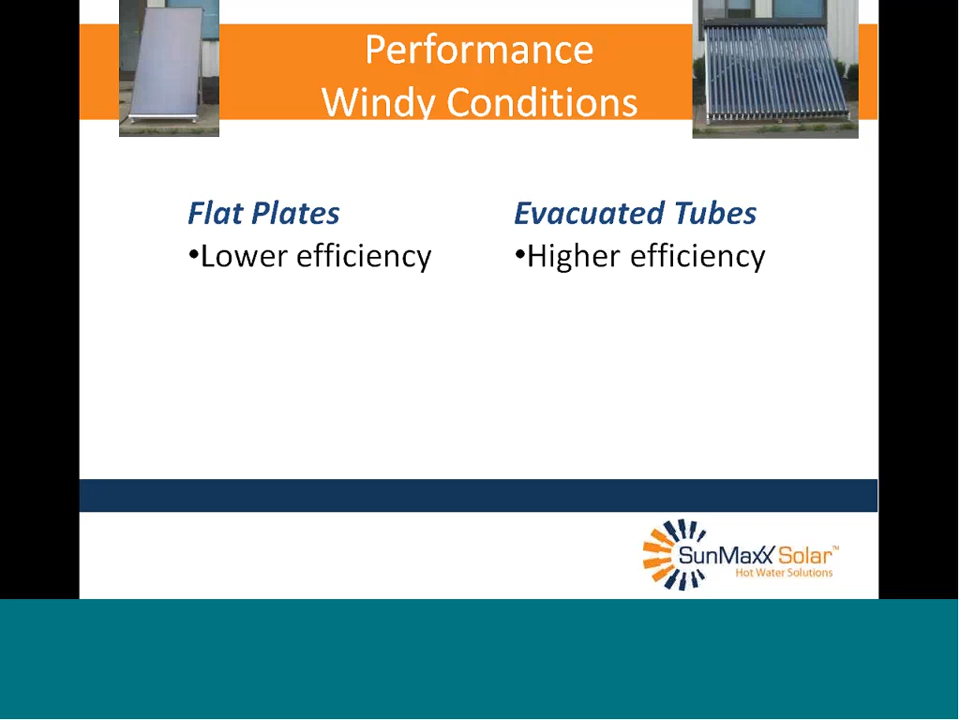 Performance
Windy Conditions
Flat Plates
•Lower efficiency
Evacuated Tubes
•Higher efficiency
SunMaxx Solar™
Hot Water Solutions